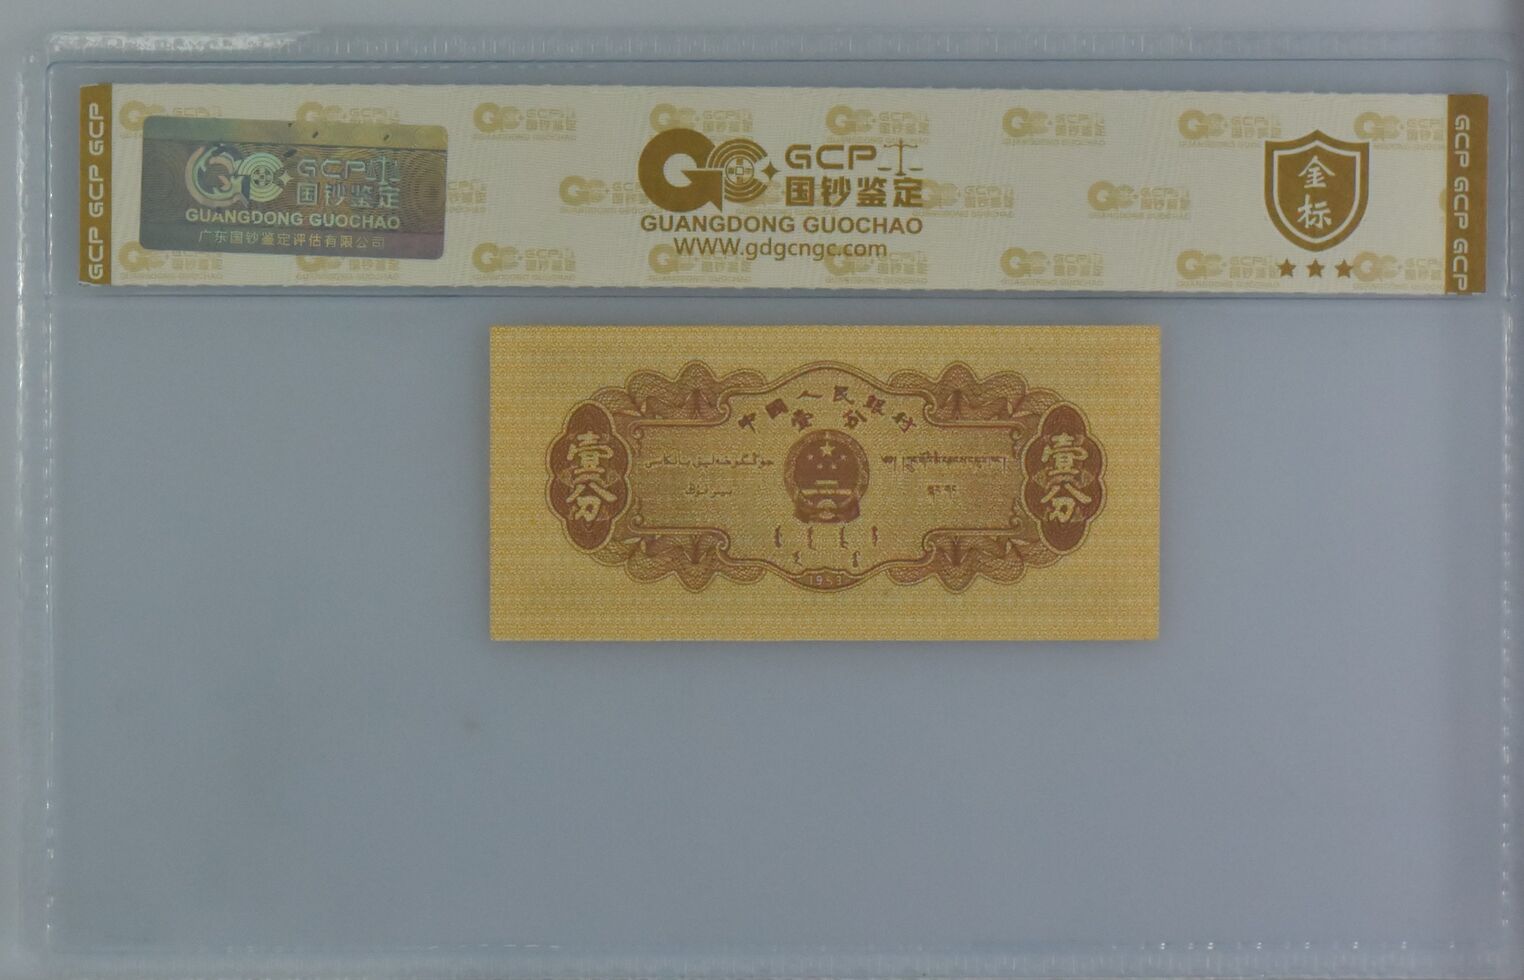 GCP GCP GCP
GCP
国钞鉴定
GUANGDONG GUOCHAO
广东国钞鉴定评估有限公司
GCP
国钞鉴定
GUANGDONG GUOCHAO
WWW.gdgcngc.com
金标
GCP GCP GCP
中国人民银行
壹分
壹分
壹分
1953